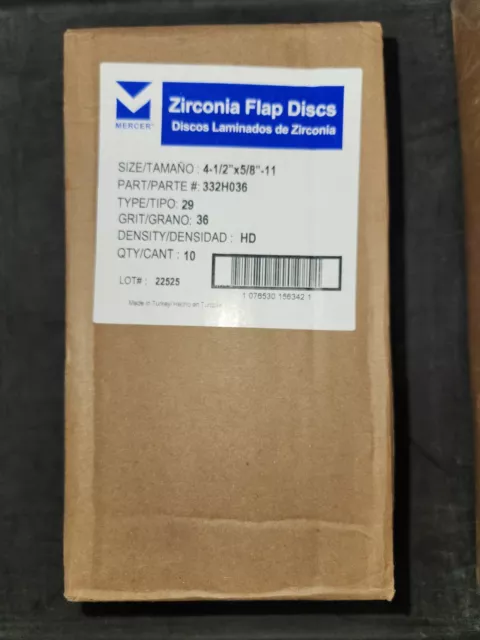 MERCER®
Zirconia Flap Discs
Discos Laminados de Zirconia
SIZE/TAMAÑO : 4-1/2"x5/8"-11
PART/PARTE #: 332H036
TYPE/TIPO: 29
GRIT/GRANO: 36
DENSITY/DENSIDAD : HD
QTY/CANT : 10
LOT# : 22525
1 076530 156342 1
Made in Turkey/Hecho en